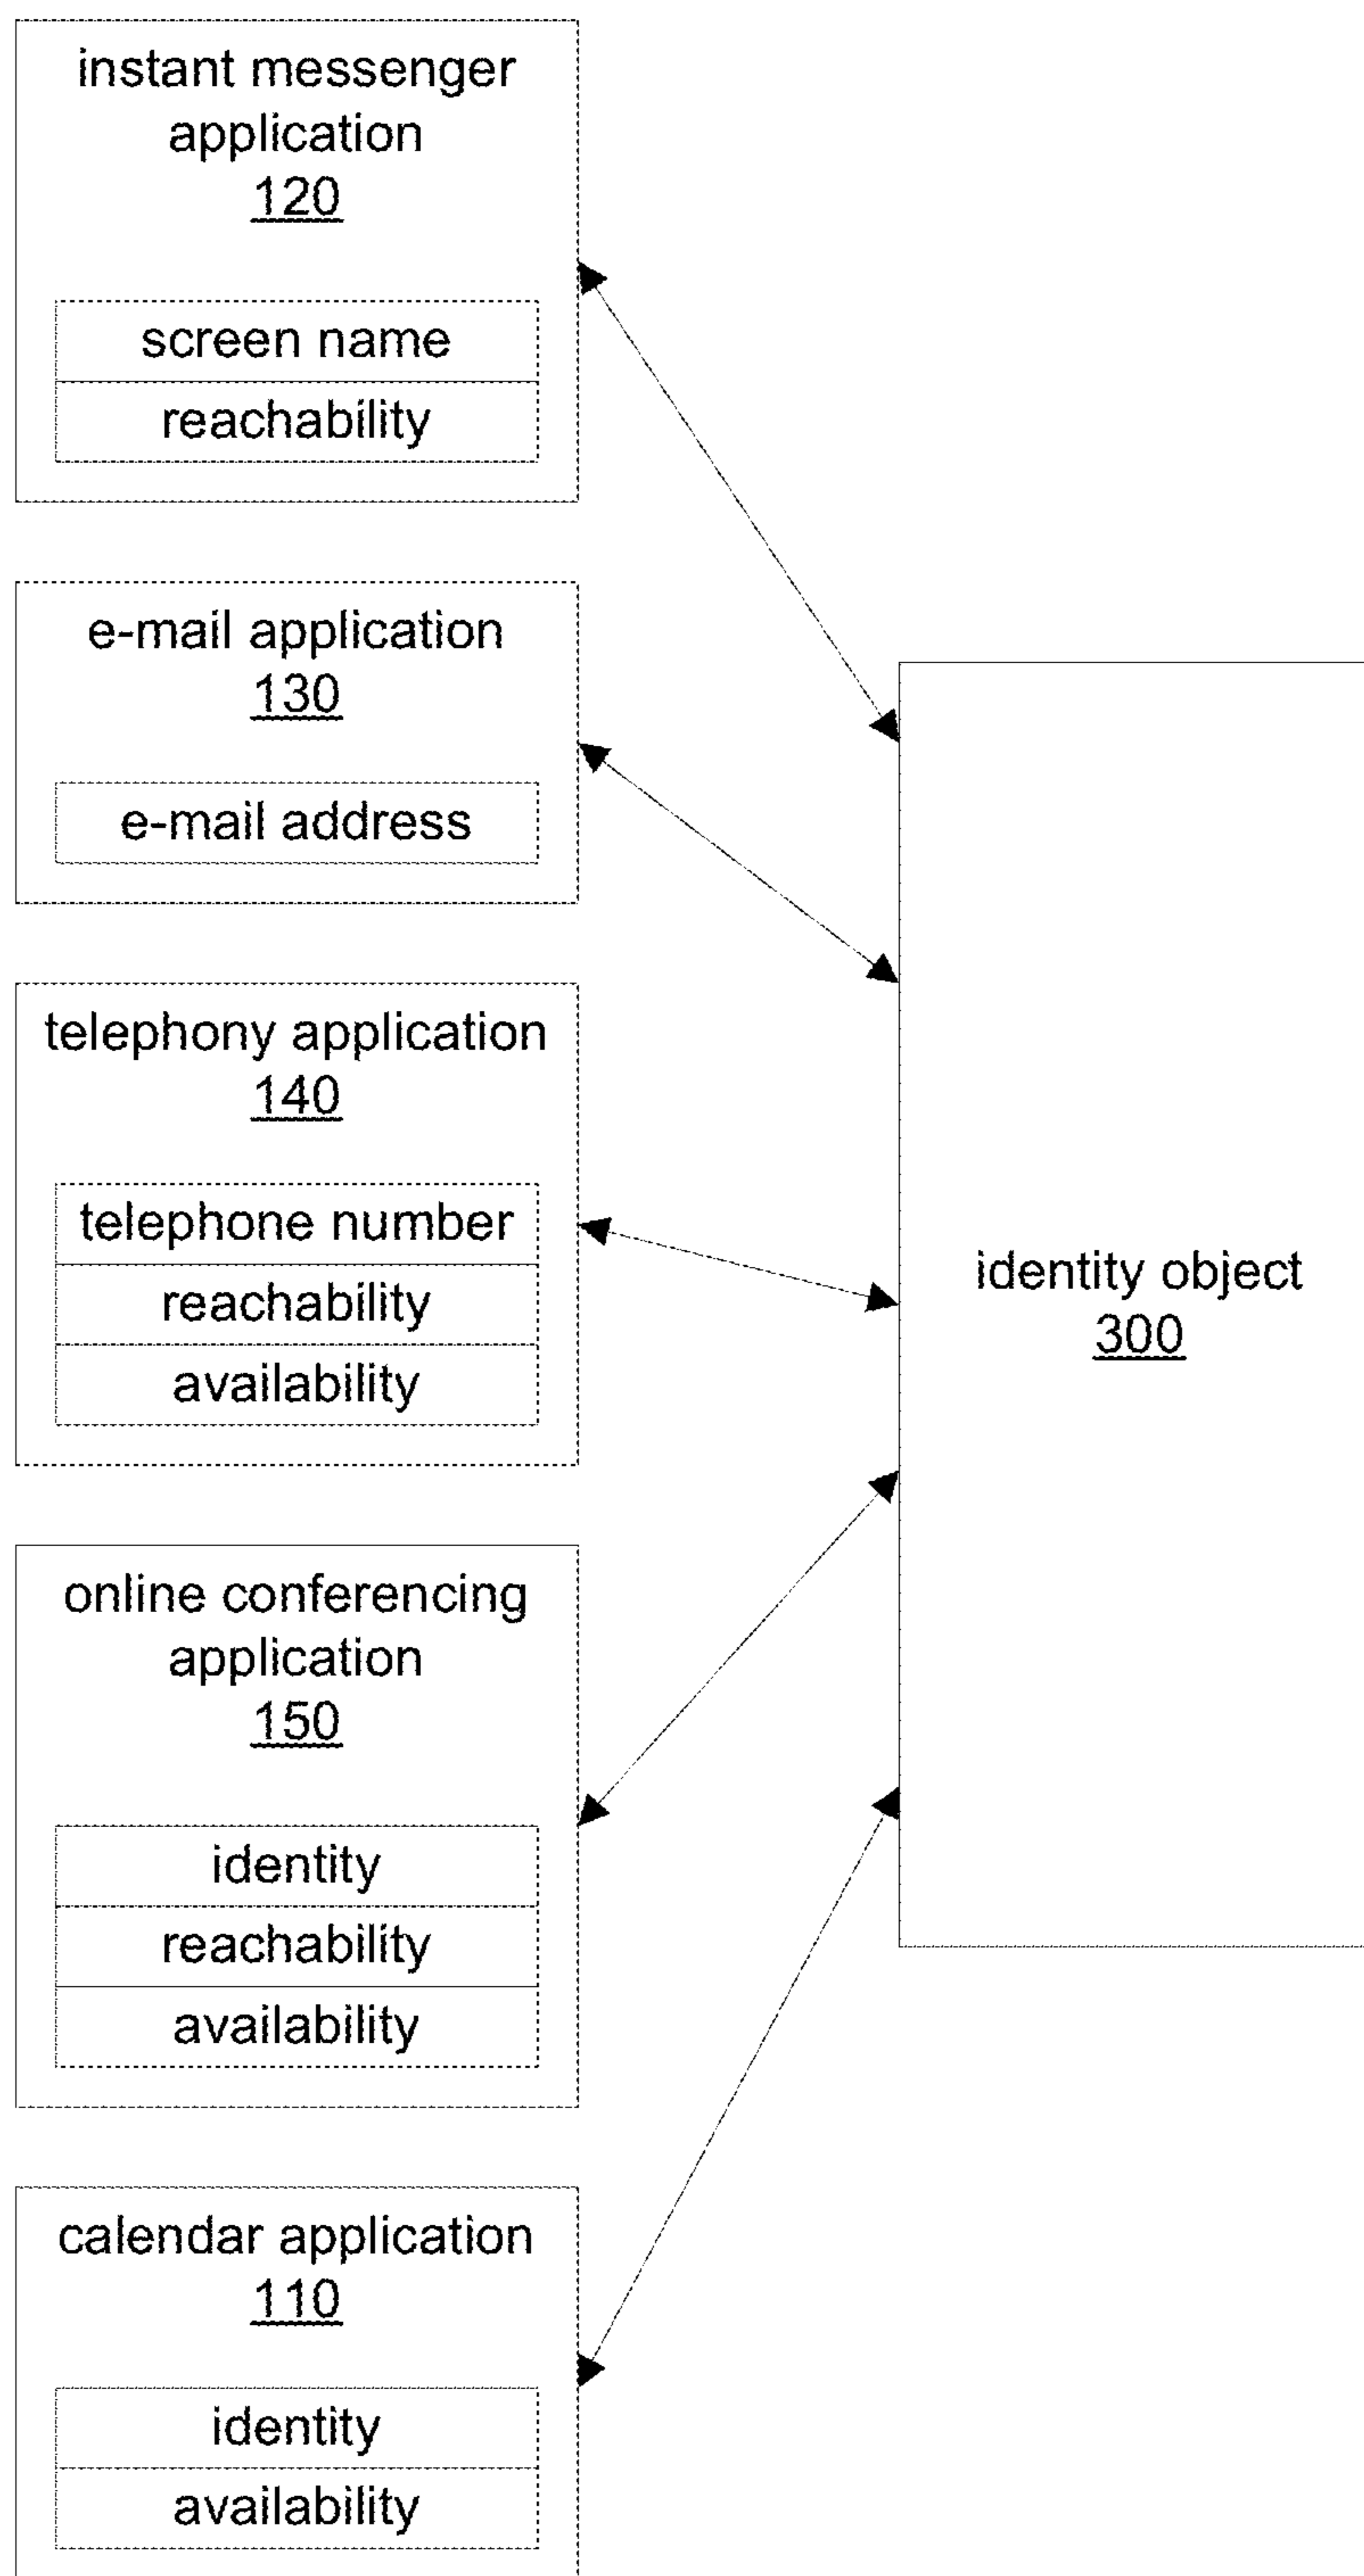 instant messenger
application
120
screen name
reachability
e-mail application
130
e-mail address
telephony application
140
telephone number
reachability
availability
identity object
300
online conferencing
application
150
identity
reachability
availability
calendar application
110
identity
availability